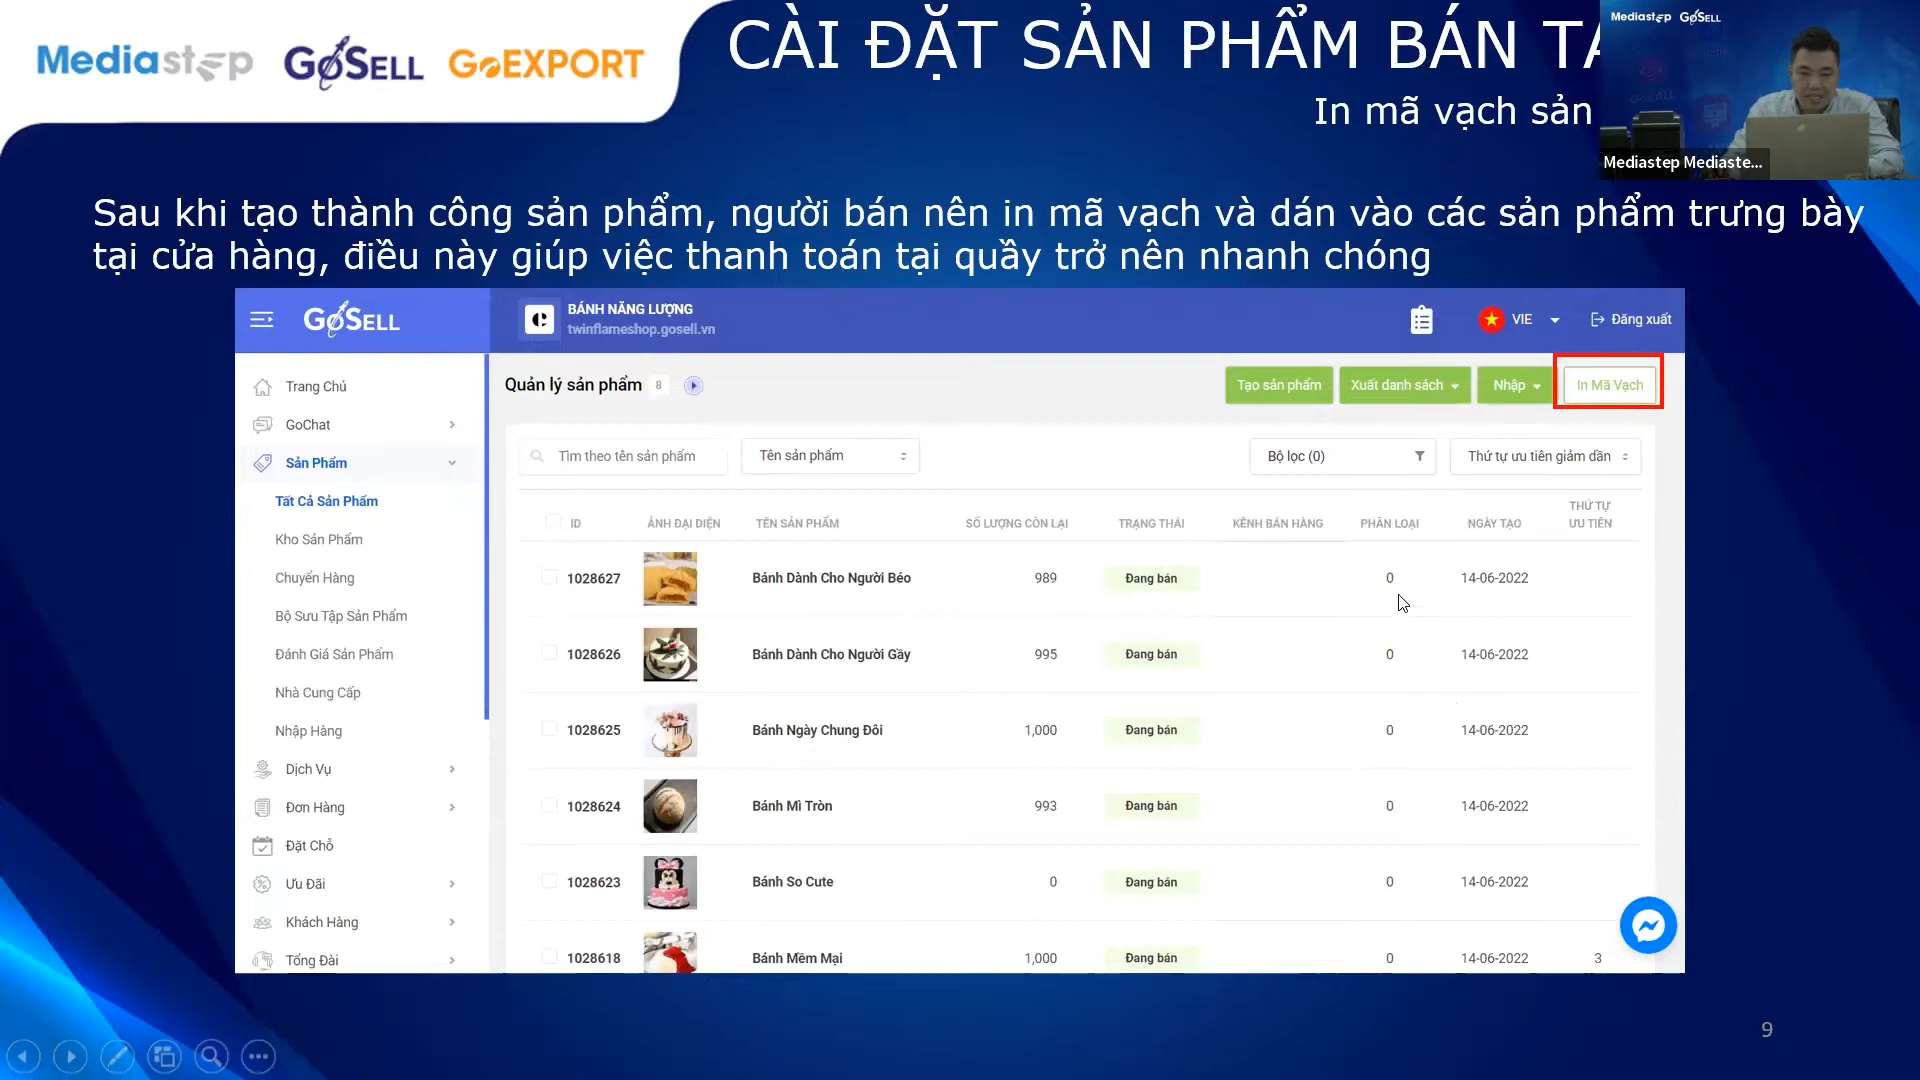 Mediastep GoSELL GoEXPORT
CÀI ĐẶT SẢN PHẨM BÁN TẠ
In mã vạch sản
Mediastep GoSELL
Mediastep Mediaste...
Sau khi tạo thành công sản phẩm, người bán nên in mã vạch và dán vào các sản phẩm trưng bày
tại cửa hàng, điều này giúp việc thanh toán tại quầy trở nên nhanh chóng
GoSELL
BÁNH NĂNG LƯỢNG
twinflameshop.gosell.vn
VIE
Đăng xuất
Trang Chủ
GoChat
Sản Phẩm
Tất Cả Sản Phẩm
Kho Sản Phẩm
Chuyển Hàng
Bộ Sưu Tập Sản Phẩm
Đánh Giá Sản Phẩm
Nhà Cung Cấp
Nhập Hàng
Dịch Vụ
Đơn Hàng
Đặt Chỗ
Ưu Đãi
Khách Hàng
Tổng Đài
Quản lý sản phẩm 8
Tạo sản phẩm Xuất danh sách Nhập In Mã Vạch
Tìm theo tên sản phẩm Tên sản phẩm Bộ lọc (0) Thứ tự ưu tiên giảm dần
ID ẢNH ĐẠI DIỆN TÊN SẢN PHẨM SỐ LƯỢNG CÒN LẠI TRẠNG THÁI KÊNH BÁN HÀNG PHÂN LOẠI NGÀY TẠO THỨ TỰ ƯU TIÊN
1028627 Bánh Dành Cho Người Béo 989 Đang bán 0 14-06-2022
1028626 Bánh Dành Cho Người Gầy 995 Đang bán 0 14-06-2022
1028625 Bánh Ngày Chung Đôi 1,000 Đang bán 0 14-06-2022
1028624 Bánh Mì Tròn 993 Đang bán 0 14-06-2022
1028623 Bánh So Cute 0 Đang bán 0 14-06-2022
1028618 Bánh Mềm Mại 1,000 Đang bán 0 14-06-2022 3
9